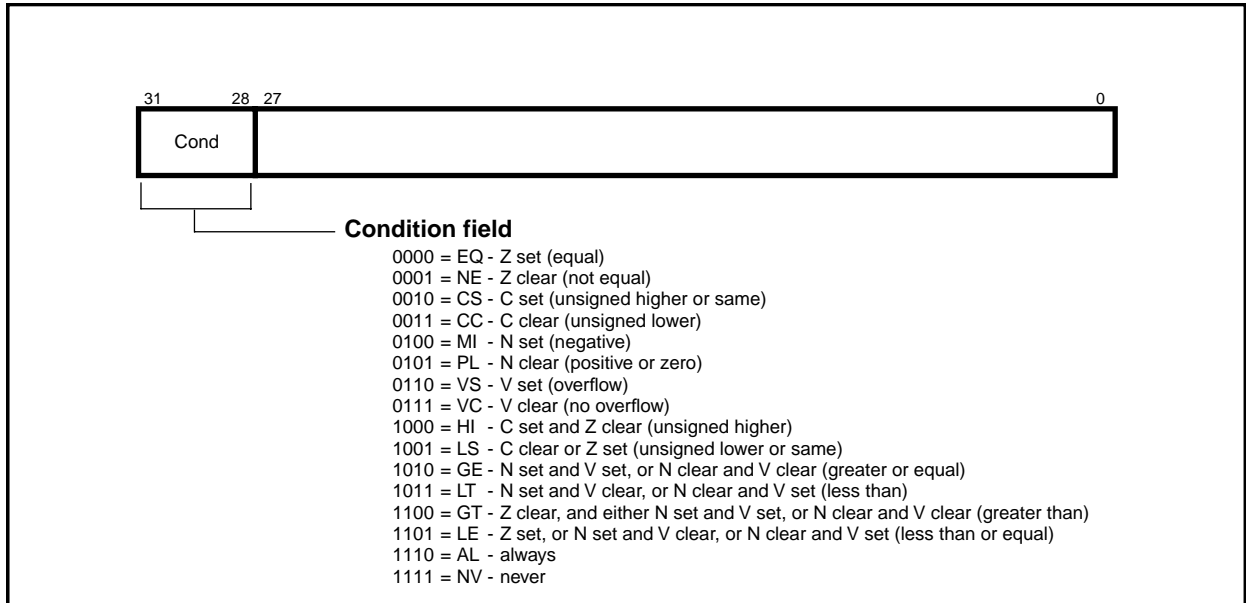 31 28 27 0
Cond
Condition field
0000 = EQ - Z set (equal)
0001 = NE - Z clear (not equal)
0010 = CS - C set (unsigned higher or same)
0011 = CC - C clear (unsigned lower)
0100 = MI - N set (negative)
0101 = PL - N clear (positive or zero)
0110 = VS - V set (overflow)
0111 = VC - V clear (no overflow)
1000 = HI - C set and Z clear (unsigned higher)
1001 = LS - C clear or Z set (unsigned lower or same)
1010 = GE - N set and V set, or N clear and V clear (greater or equal)
1011 = LT - N set and V clear, or N clear and V set (less than)
1100 = GT - Z clear, and either N set and V set, or N clear and V clear (greater than)
1101 = LE - Z set, or N set and V clear, or N clear and V set (less than or equal)
1110 = AL - always
1111 = NV - never